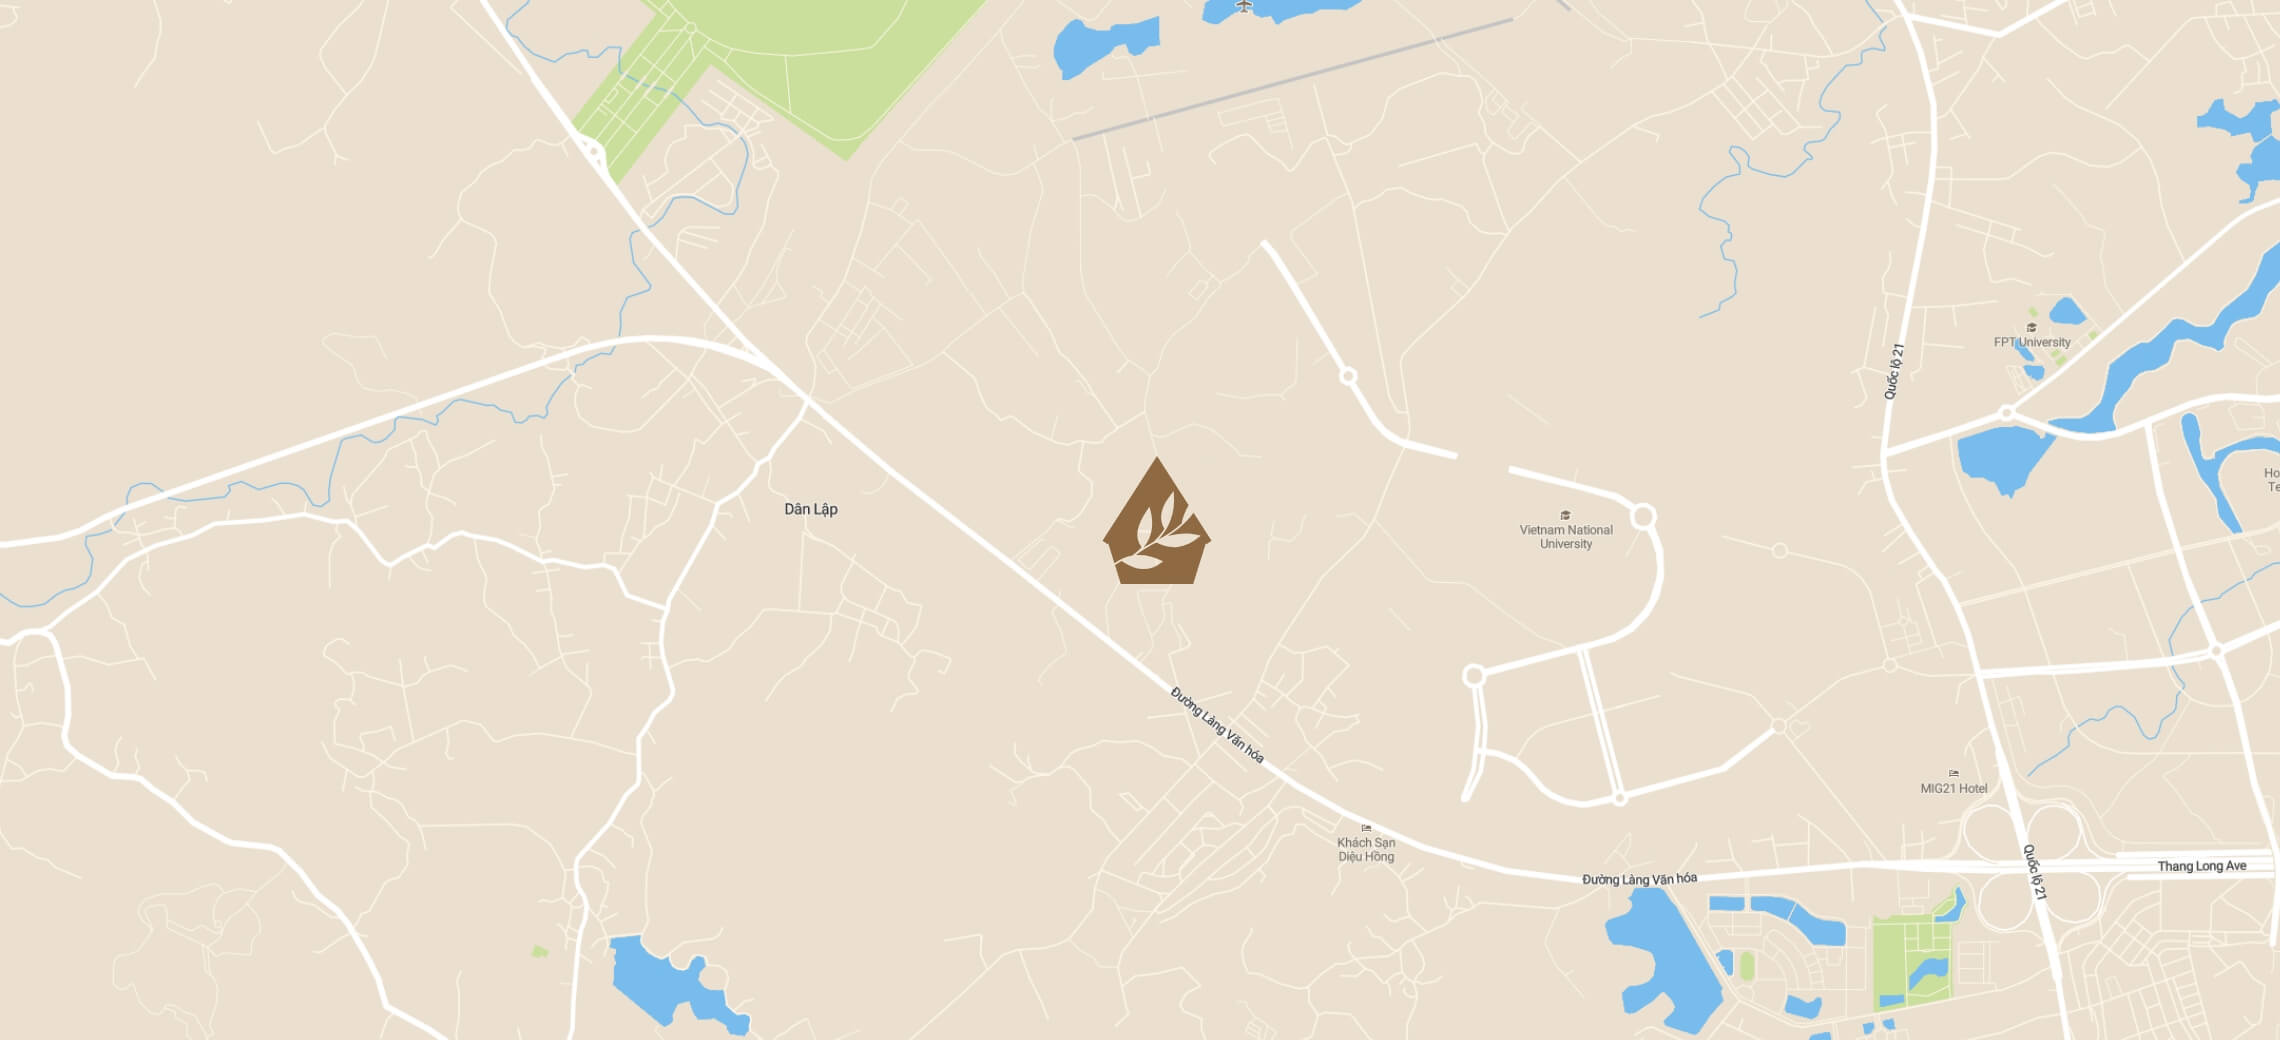 Quốc lộ 21
FPT University
Ho
Te
Dân Lập
Vietnam National
University
Đường Làng Văn hóa
MIG21 Hotel
Khách Sạn
Diệu Hồng
Đường Làng Văn hóa
Quốc lộ 21
Thang Long Ave